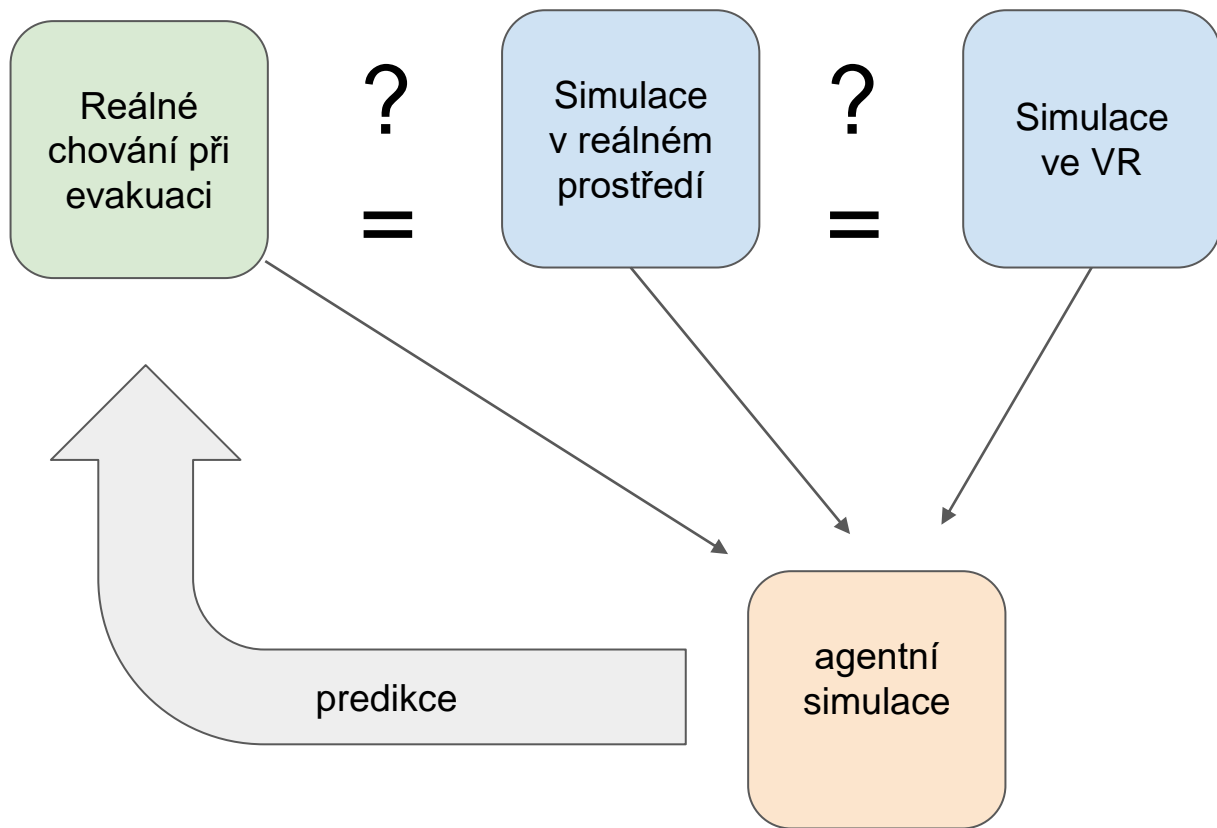 Reálné
chování při
evakuaci
?
=
Simulace
v reálném
prostředí
?
=
Simulace
ve VR
predikce
agentní
simulace